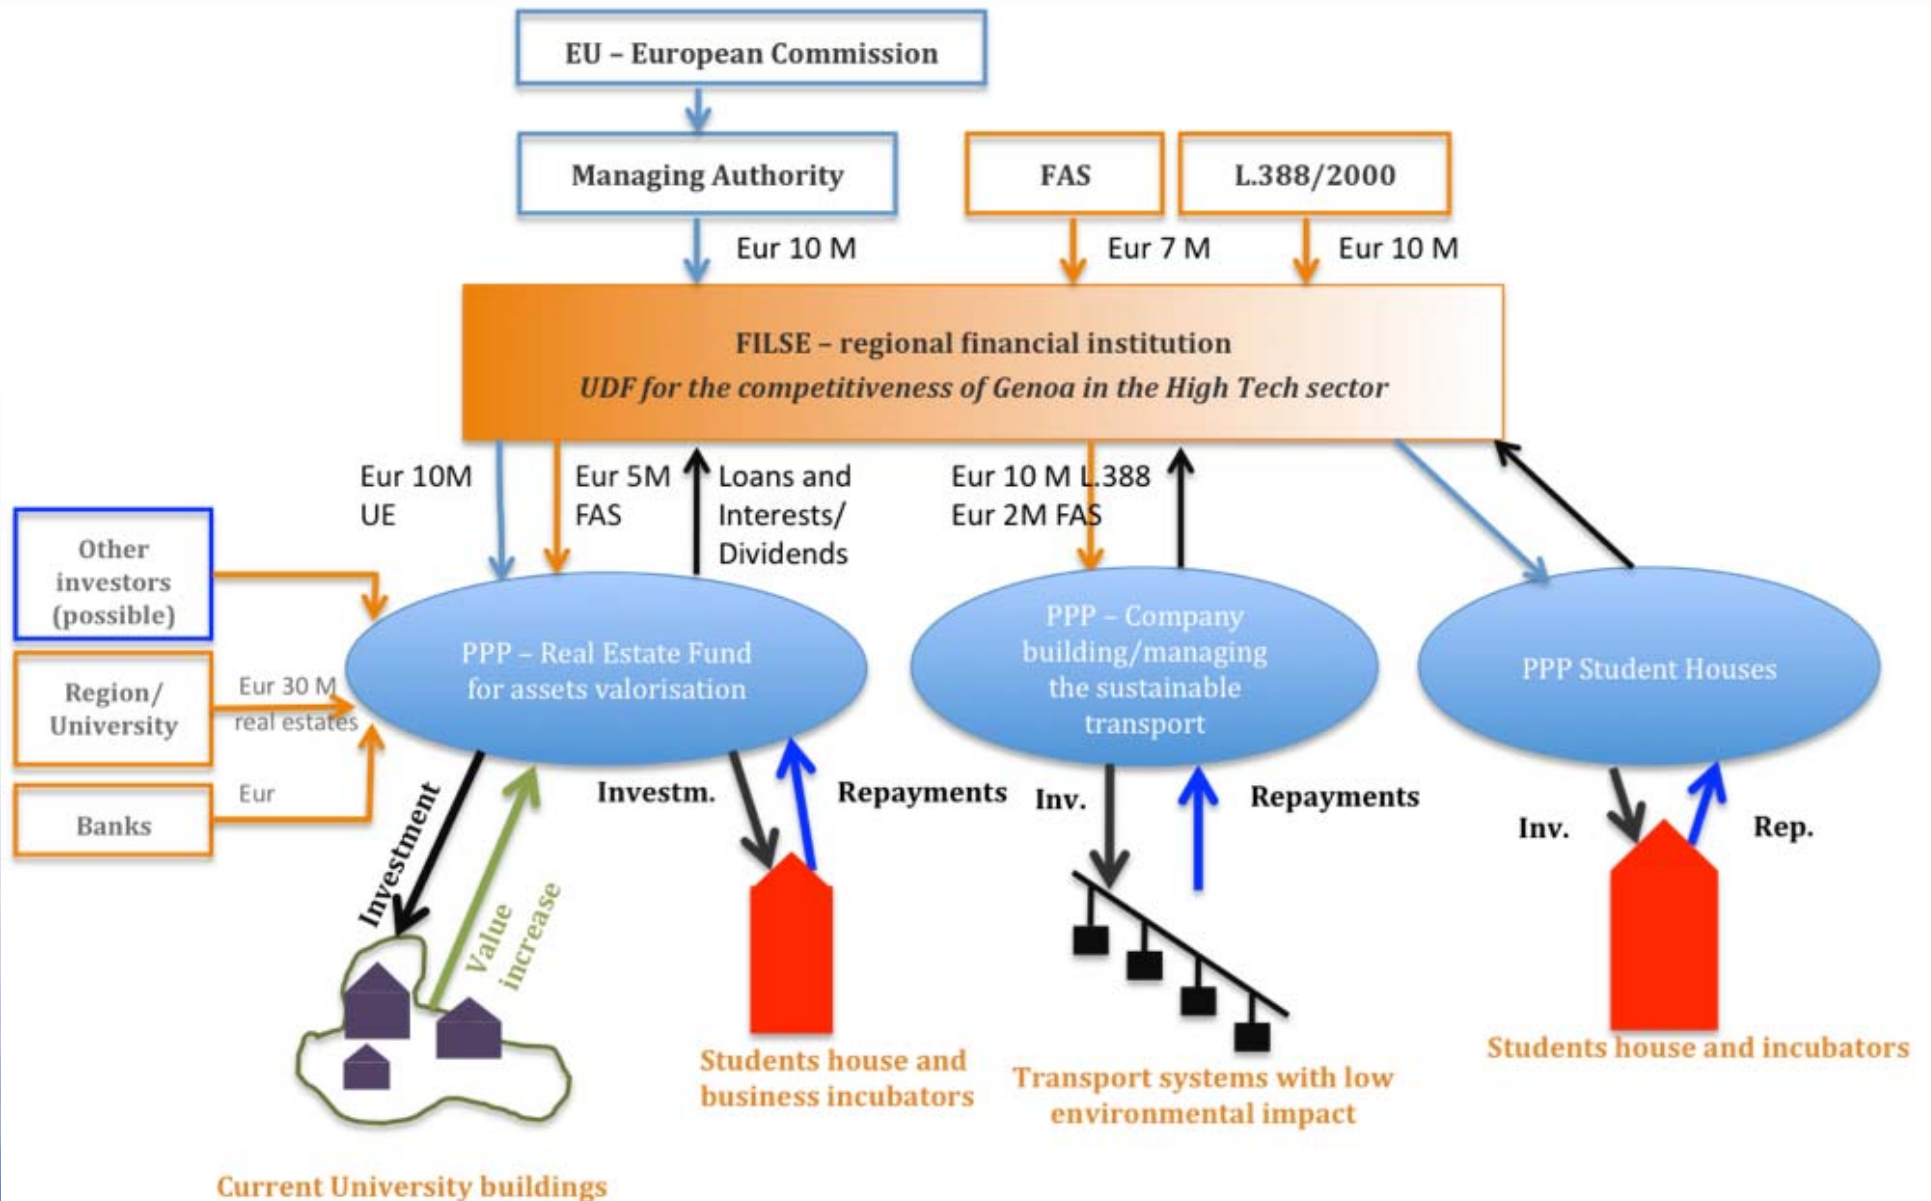 EU – European Commission
Managing Authority
FAS
L.388/2000
Eur 10 M
Eur 7 M
Eur 10 M
FILSE – regional financial institution
UDF for the competitiveness of Genoa in the High Tech sector
Eur 10M
UE
Eur 5M
FAS
Loans and
Interests/
Dividends
Eur 10 M L.388
Eur 2M FAS
Other
investors
(possible)
Region/
University
Banks
Eur 30 M
real estates
Eur
PPP – Real Estate Fund
for assets valorisation
PPP – Company
building/managing
the sustainable
transport
PPP Student Houses
Investment
Value
increase
Investm.
Repayments
Inv.
Repayments
Inv.
Rep.
Current University buildings
Students house and
business incubators
Transport systems with low
environmental impact
Students house and incubators